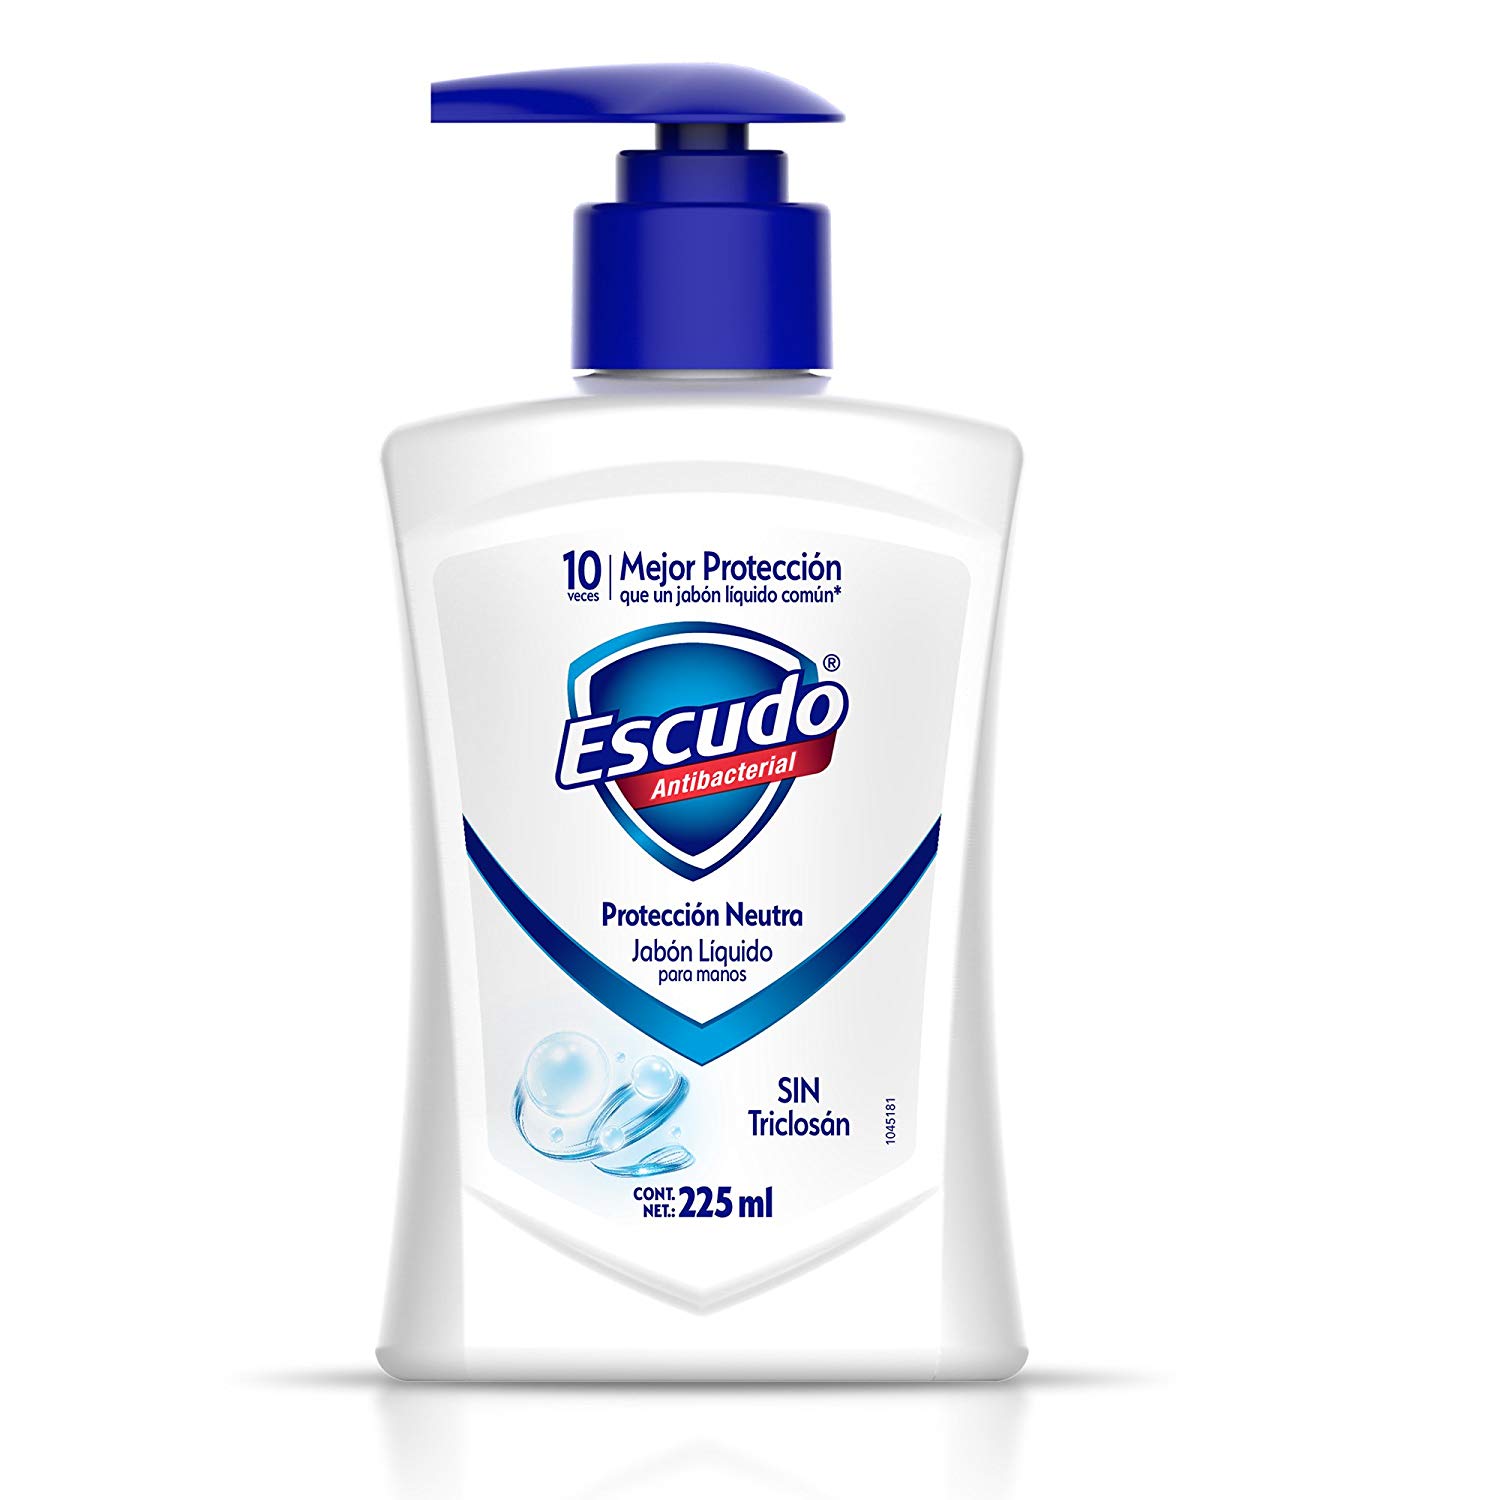 10 veces
Mejor Protección
que un jabón líquido común*
Escudo®
Antibacterial
Protección Neutra
Jabón Líquido
para manos
SIN
Triclosán
1045181
CONT. NET.: 225 ml